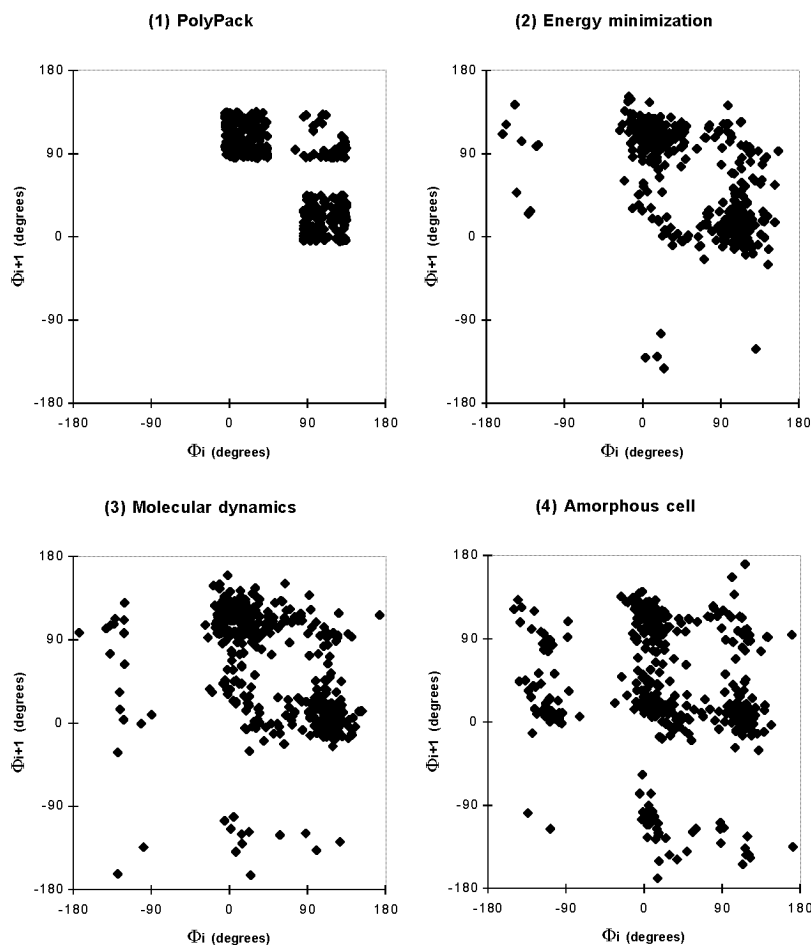 (1) PolyPack
180
90
0
-90
-180
-180 -90 0 90 180
Φi+1 (degrees)
Φi (degrees)
(2) Energy minimization
180
90
0
-90
-180
-180 -90 0 90 180
Φi+1 (degrees)
Φi (degrees)
(3) Molecular dynamics
180
90
0
-90
-180
-180 -90 0 90 180
Φi+1 (degrees)
Φi (degrees)
(4) Amorphous cell
180
90
0
-90
-180
-180 -90 0 90 180
Φi+1 (degrees)
Φi (degrees)